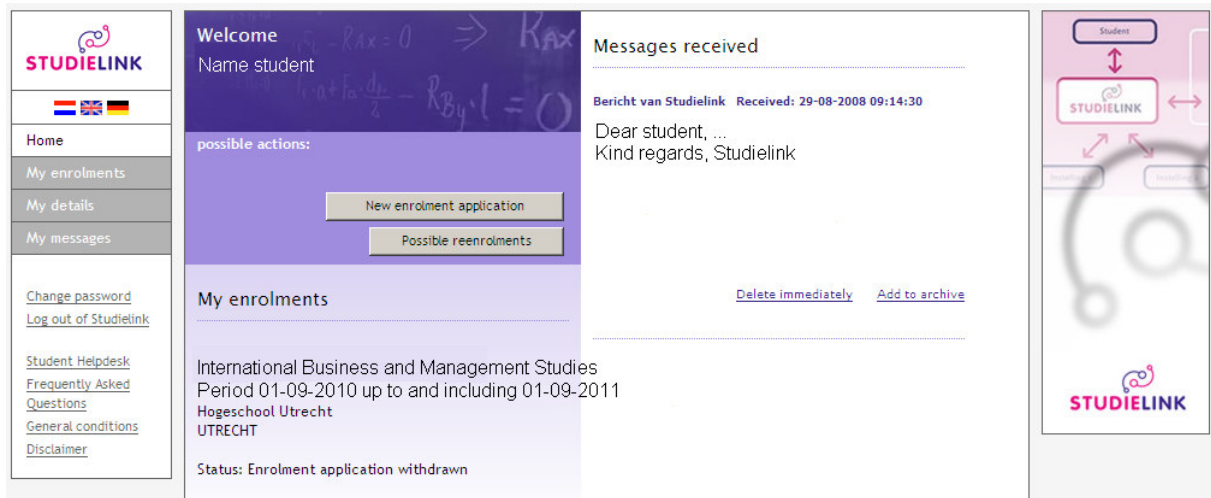 STUDIELINK
Home
My enrolments
My details
My messages
Change password
Log out of Studielink
Student Helpdesk
Frequently Asked
Questions
General conditions
Disclaimer
Welcome
Name student
possible actions:
New enrolment application
Possible reenrolments
My enrolments
International Business and Management Studies
Period 01-09-2010 up to and including 01-09-2011
Hogeschool Utrecht
UTRECHT
Status: Enrolment application withdrawn
Messages received
Bericht van Studielink Received: 29-08-2008 09:14:30
Dear student, ...
Kind regards, Studielink
Delete immediately Add to archive
Student
STUDIELINK
STUDIELINK